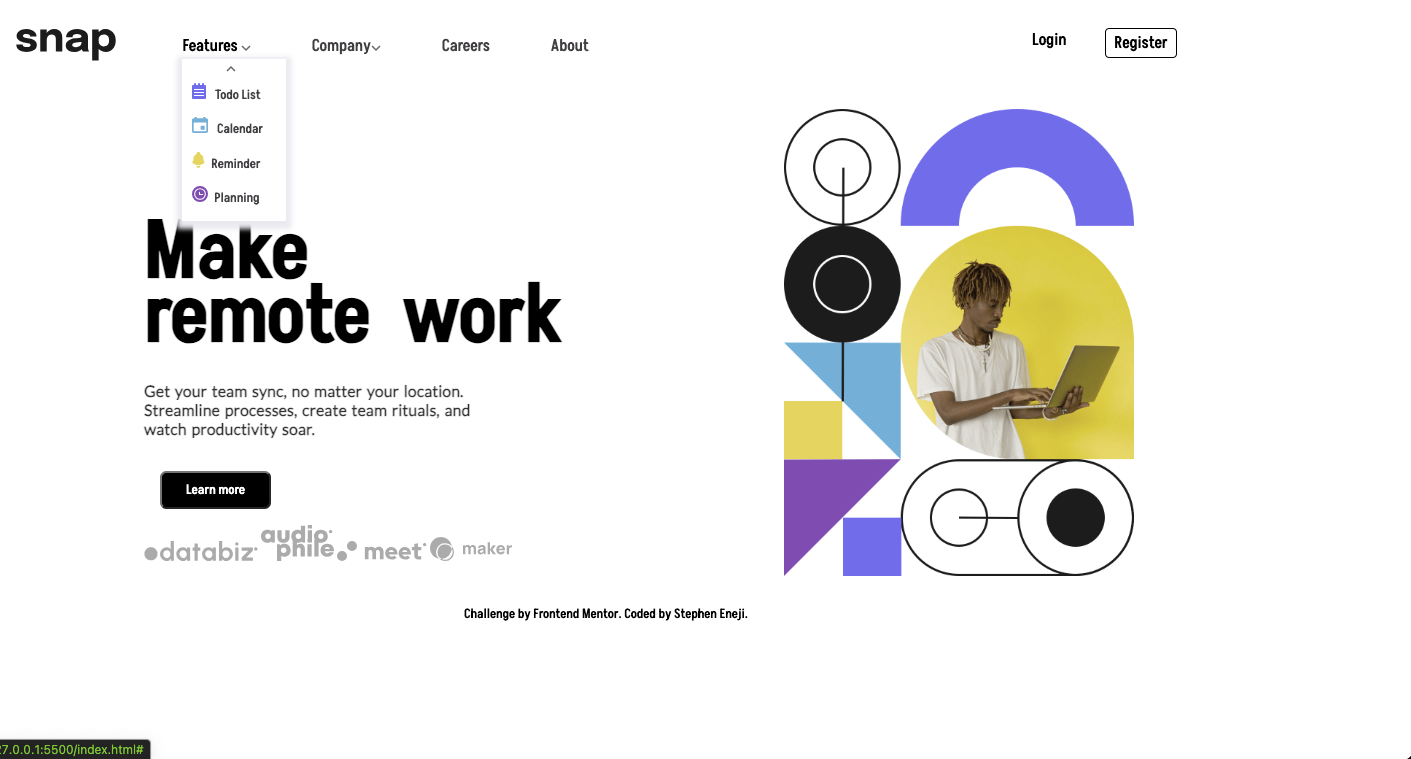 snap
Features
Company
Careers
About
Login
Register
Todo List
Calendar
Reminder
Planning
Make
remote work
Get your team sync, no matter your location.
Streamline processes, create team rituals, and
watch productivity soar.
Learn more
databiz
audio
phile
meet
maker
Challenge by Frontend Mentor. Coded by Stephen Eneji.
27.0.0.1:5500/index.html#